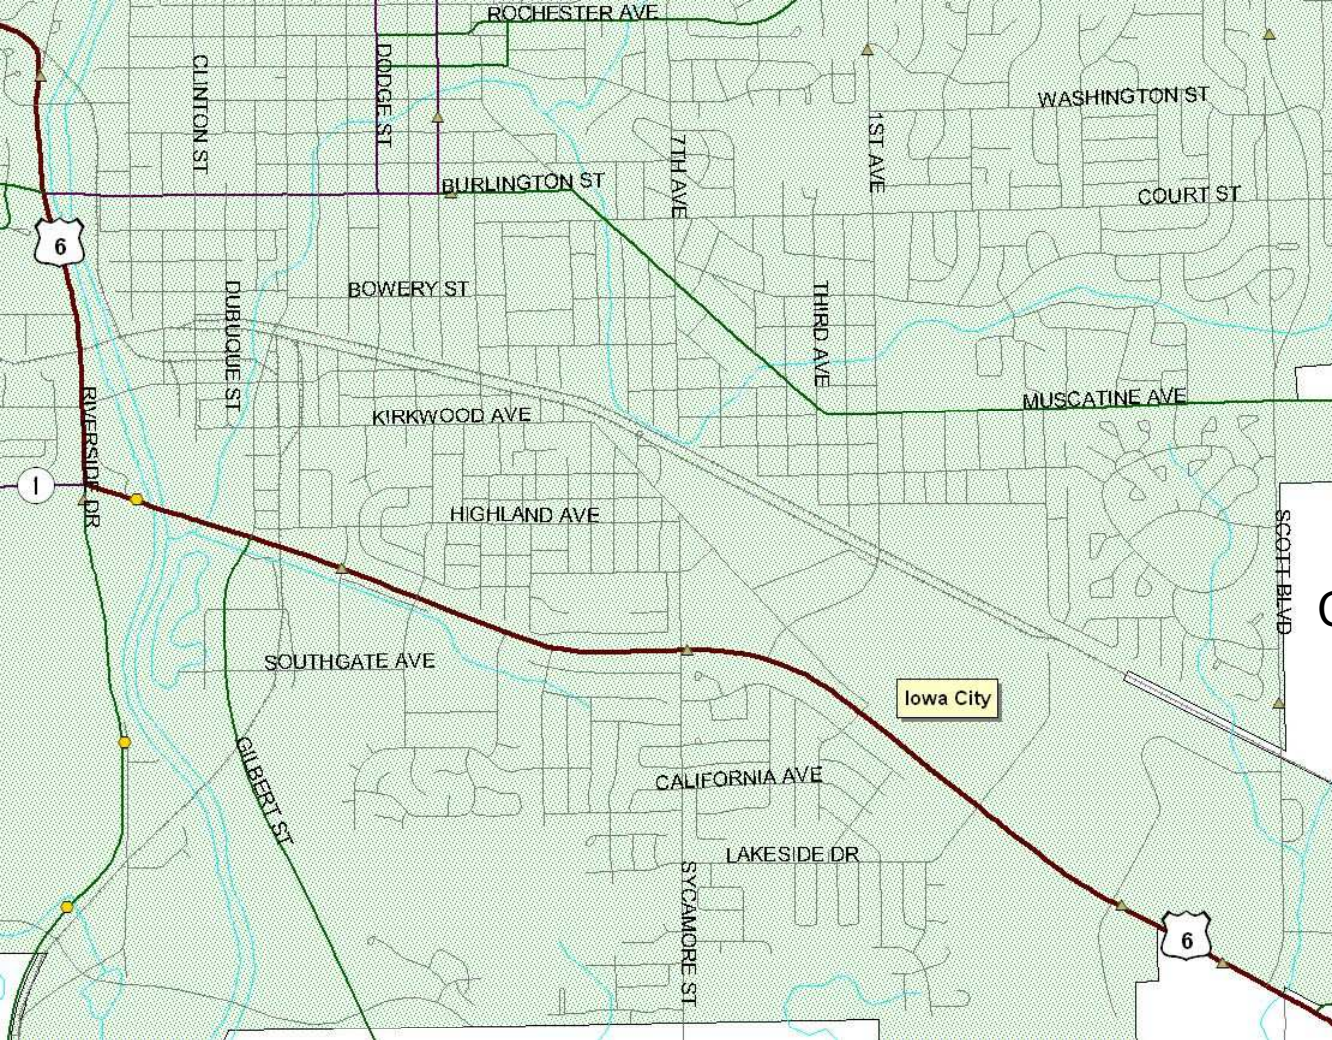 ROCHESTER AVE
CLINTON ST
DODGE ST
WASHINGTON ST
7TH AVE
1ST AVE
BURLINGTON ST
COURT ST
6
DUBUQUE ST
BOWERY ST
THIRD AVE
RIVERSIDE DR
KIRKWOOD AVE
MUSCATINE AVE
1
HIGHLAND AVE
SCOTT BLVD
SOUTHGATE AVE
Iowa City
GILBERT ST
CALIFORNIA AVE
LAKESIDE DR
SYCAMORE ST
6